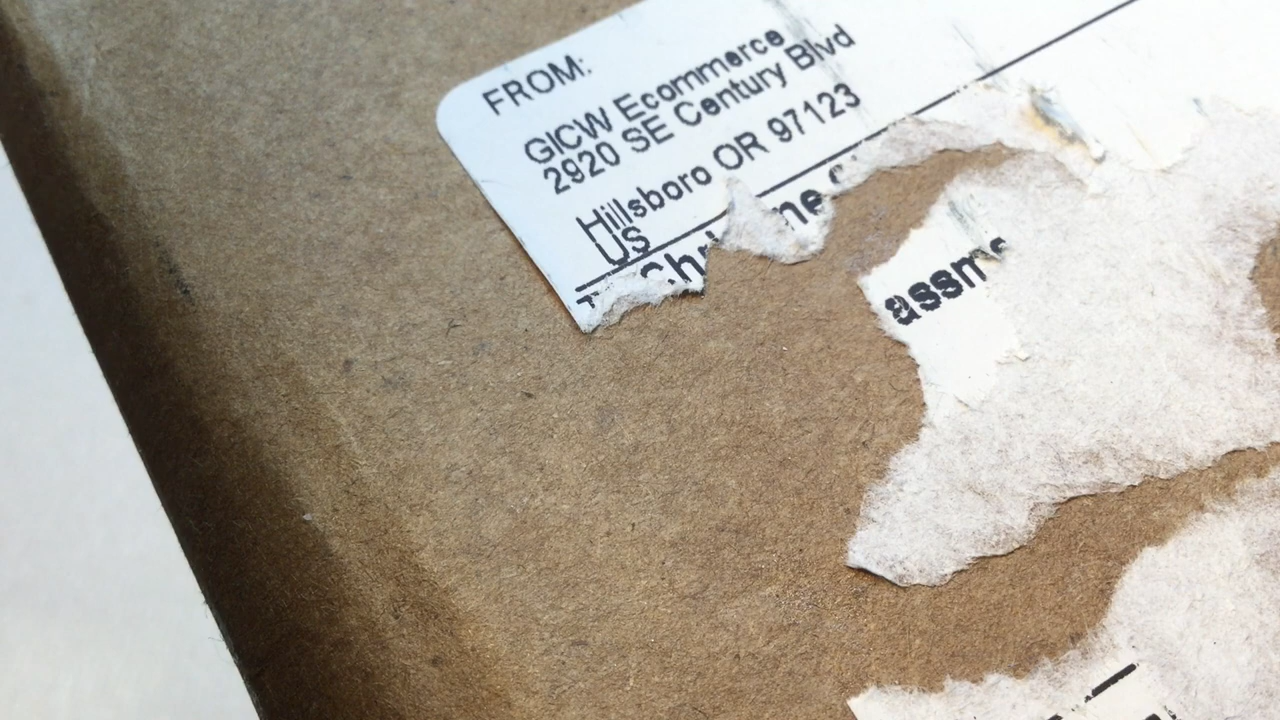 FROM:
GICW Ecommerce
2920 SE Century Blvd
Hillsboro OR 97123
US